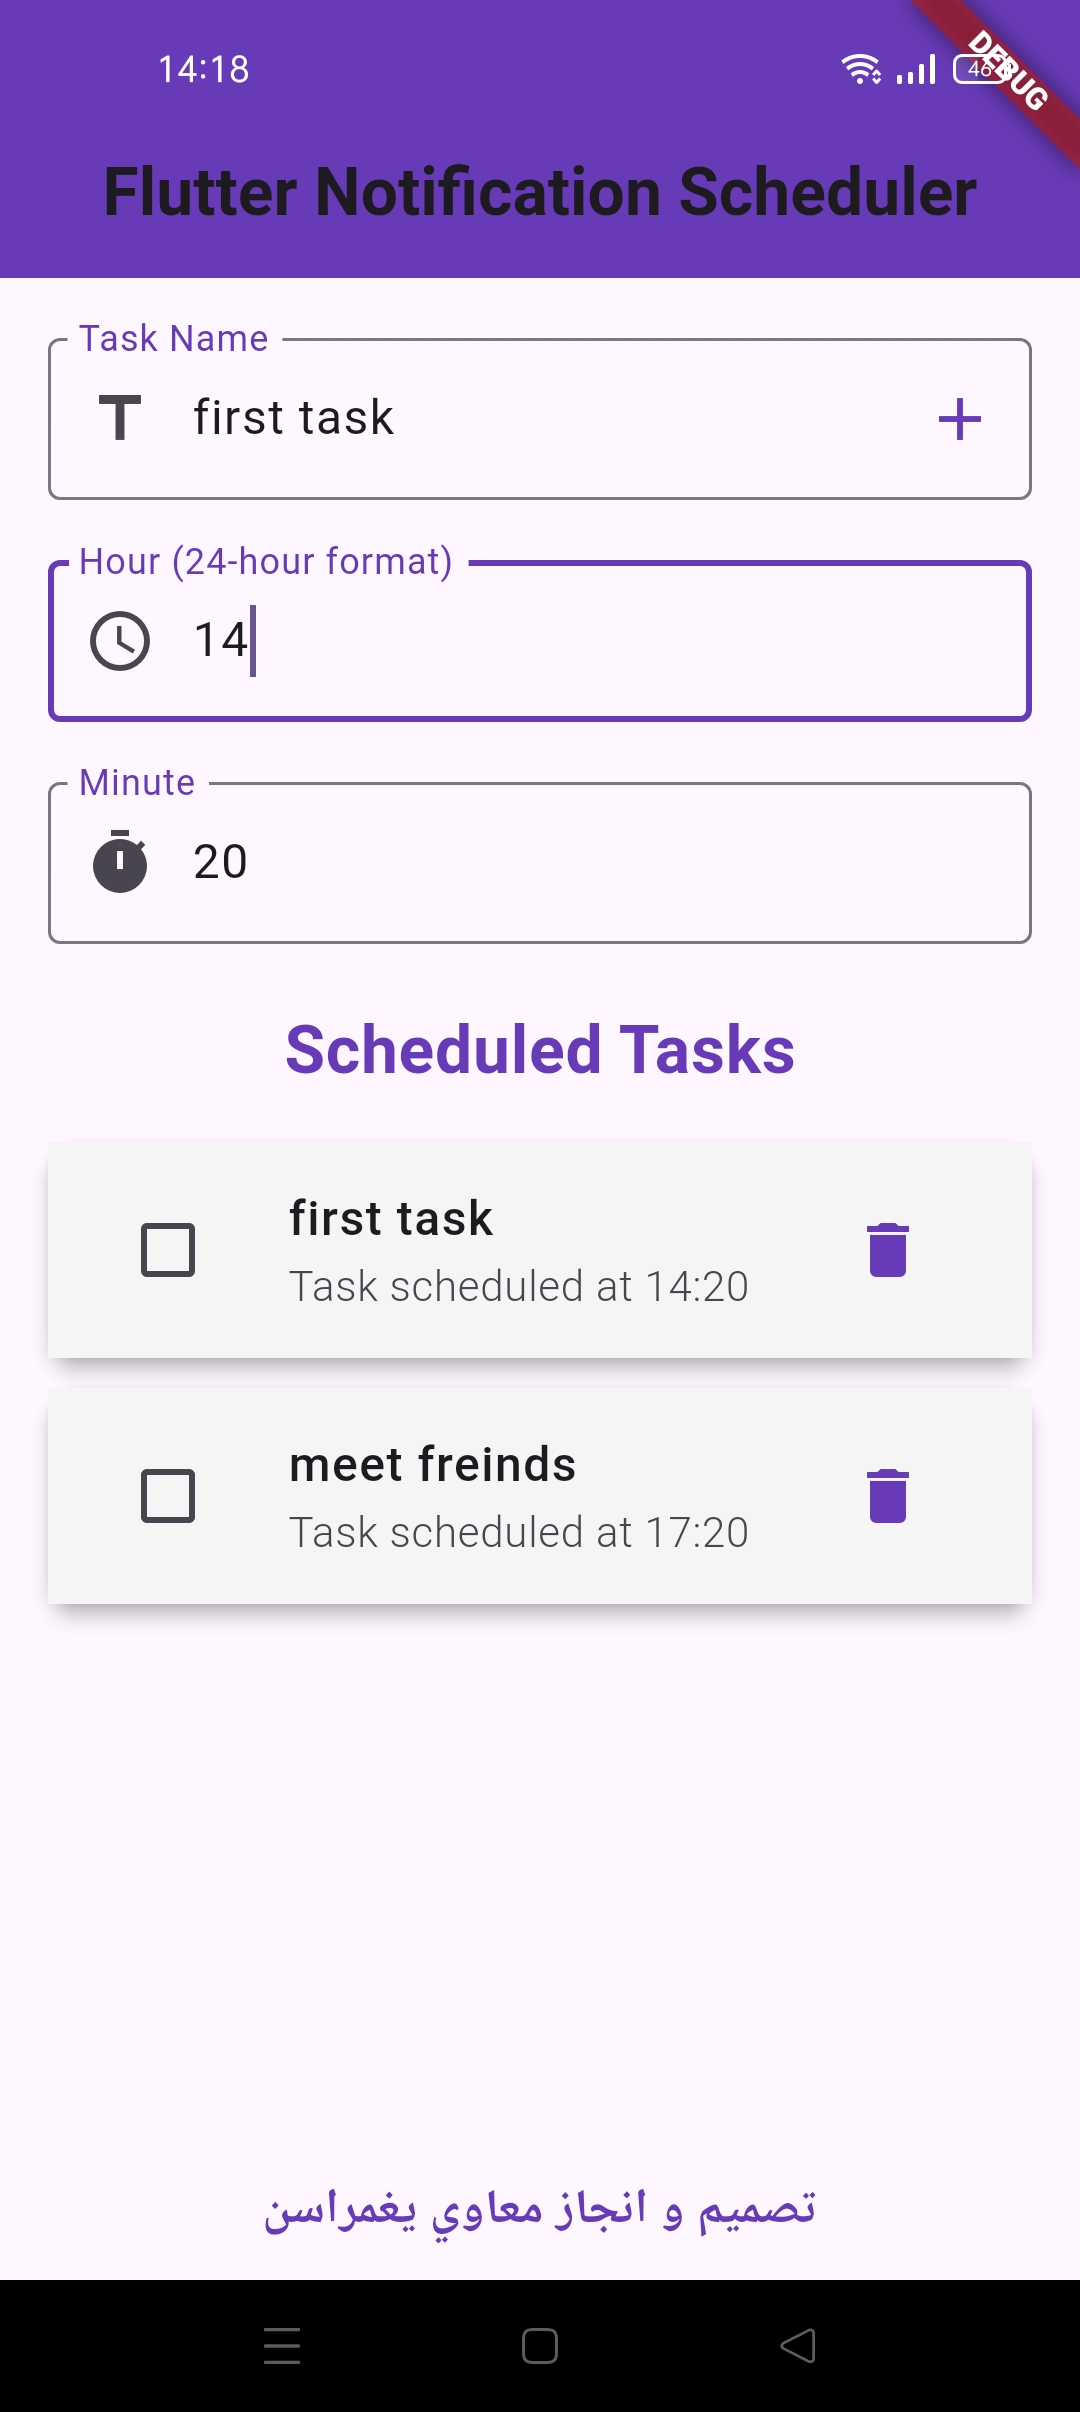 14:18
46
DEBUG
Flutter Notification Scheduler
Task Name
first task
Hour (24-hour format)
14
Minute
20
Scheduled Tasks
first task
Task scheduled at 14:20
meet freinds
Task scheduled at 17:20
تصميم و انجاز معاوي يغمراسن